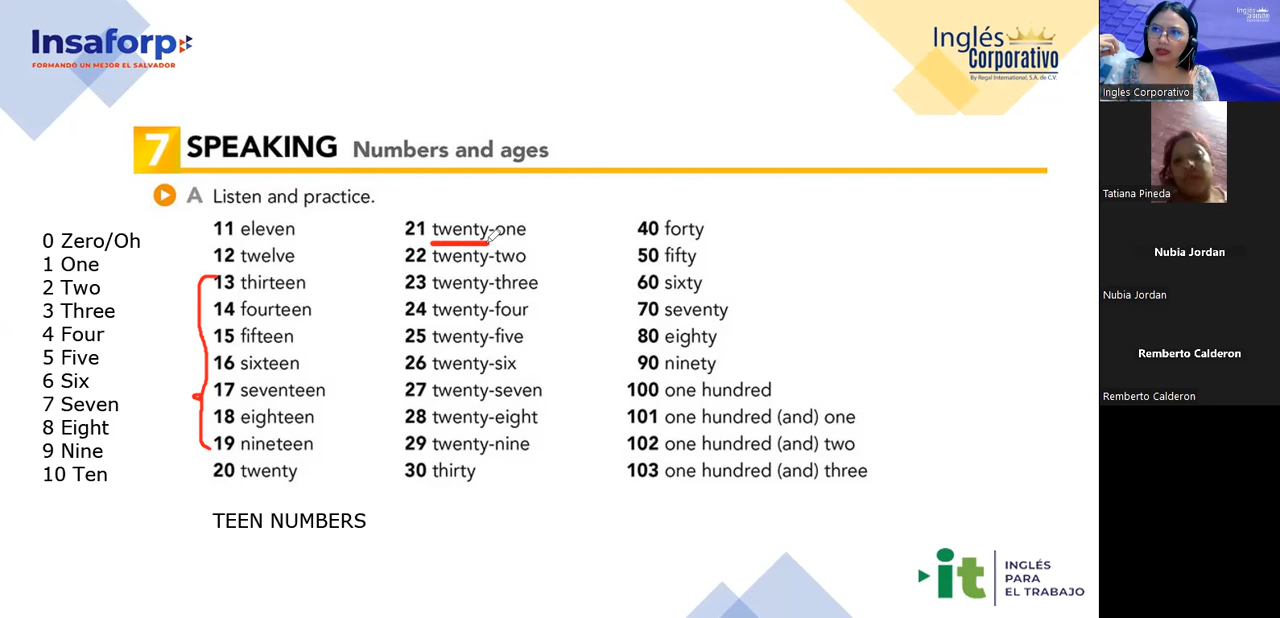 Insaforp
FORMANDO UN MEJOR EL SALVADOR
Inglés
Corporativo
By Regal International, S.A. de C.V.
7 SPEAKING Numbers and ages
A Listen and practice.
0 Zero/Oh
1 One
2 Two
3 Three
4 Four
5 Five
6 Six
7 Seven
8 Eight
9 Nine
10 Ten
11 eleven
12 twelve
13 thirteen
14 fourteen
15 fifteen
16 sixteen
17 seventeen
18 eighteen
19 nineteen
20 twenty
21 twenty-one
22 twenty-two
23 twenty-three
24 twenty-four
25 twenty-five
26 twenty-six
27 twenty-seven
28 twenty-eight
29 twenty-nine
30 thirty
40 forty
50 fifty
60 sixty
70 seventy
80 eighty
90 ninety
100 one hundred
101 one hundred (and) one
102 one hundred (and) two
103 one hundred (and) three
TEEN NUMBERS
it
INGLÉS
PARA
EL TRABAJO
Inglés
Ingles Corporativo
Tatiana Pineda
Nubia Jordan
Nubia Jordan
Remberto Calderon
Remberto Calderon